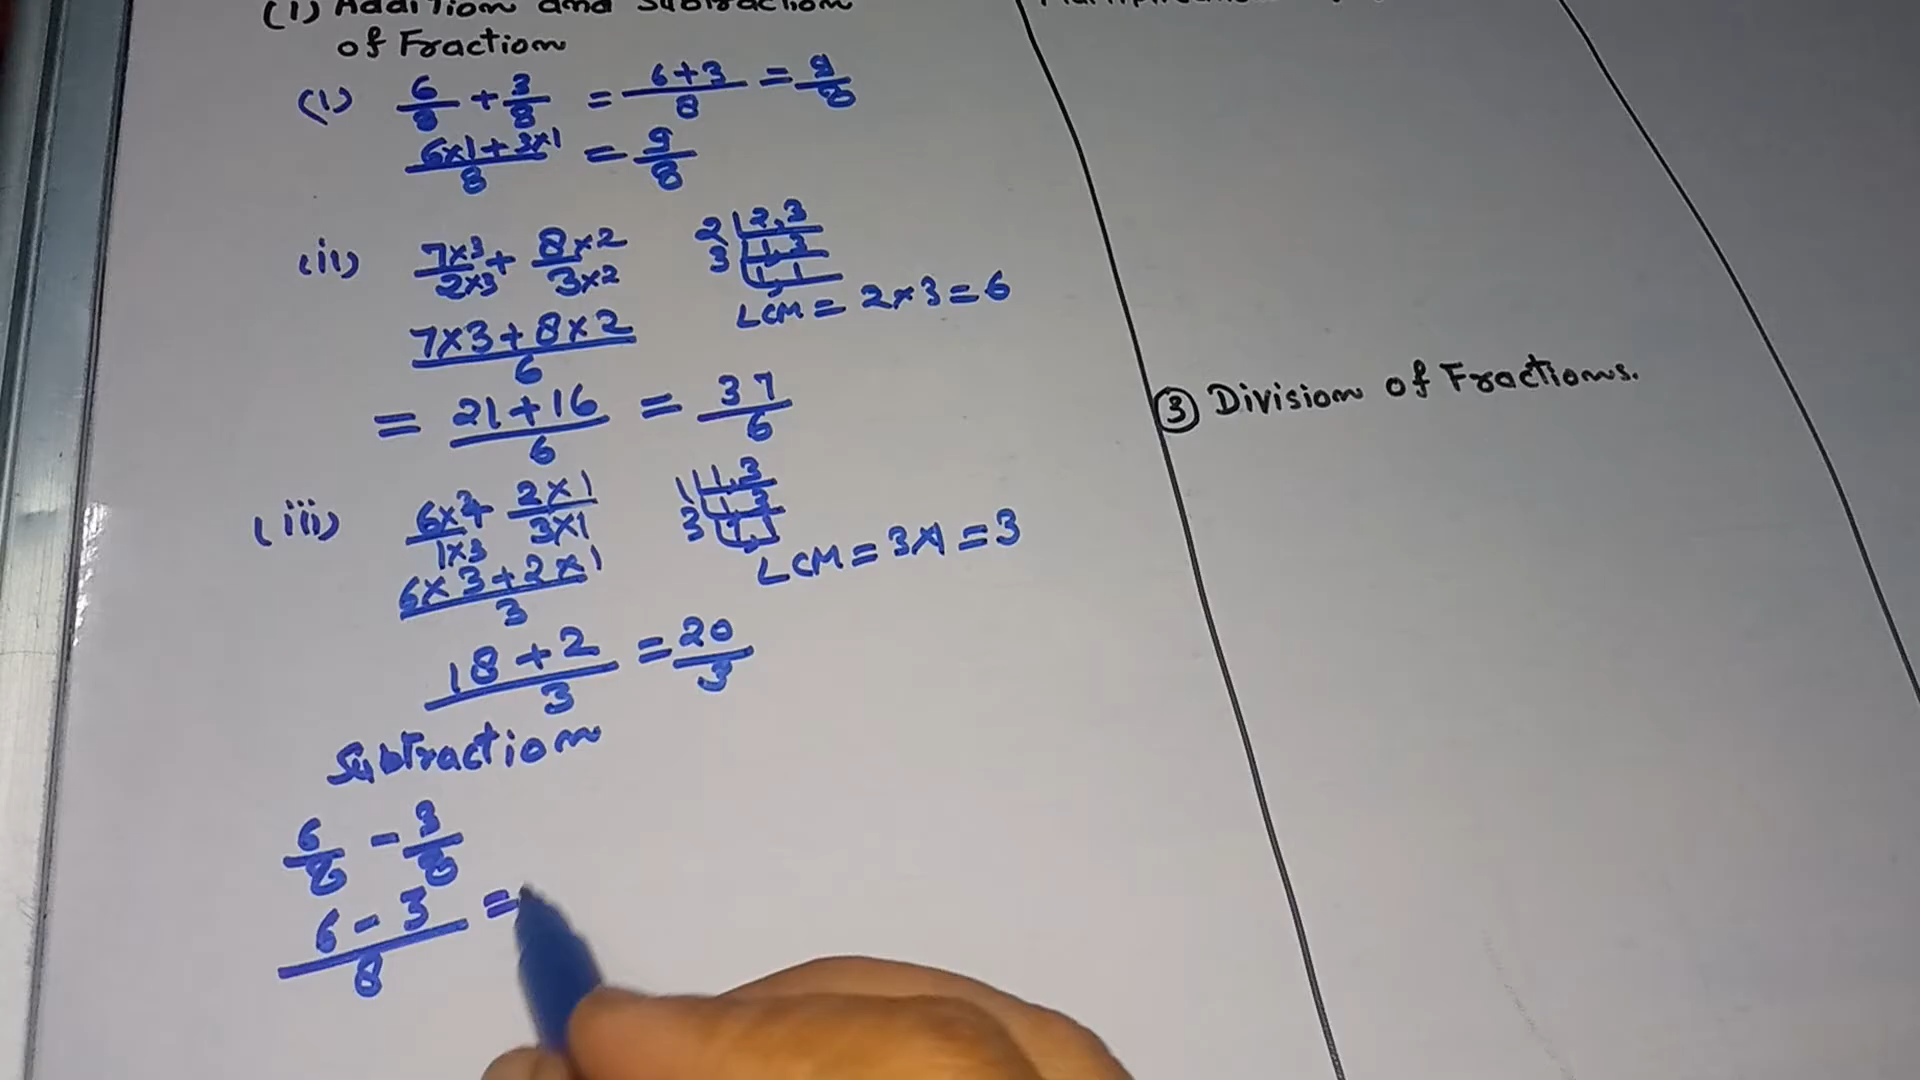 (1) Addition and Subtraction
of Fraction
(i) 6/8 + 3/8 = 6+3/8 = 9/8
6×1+3×1/8 = 9/8
(ii) 7×3/2×3 + 8×2/3×2
2 | 2,3
3 | 1,3
1,1
LCM = 2×3=6
7×3+8×2/6
= 21+16/6 = 37/6
(iii) 6×3/1×3 + 2×1/3×1
1 | 1,3
3 | 1,3
1,1
LCM = 3×1 = 3
6×3+2×1/3
18+2/3 = 20/3
Subtraction
6/8 - 3/8
6-3/8 =
③ Division of Fractions.